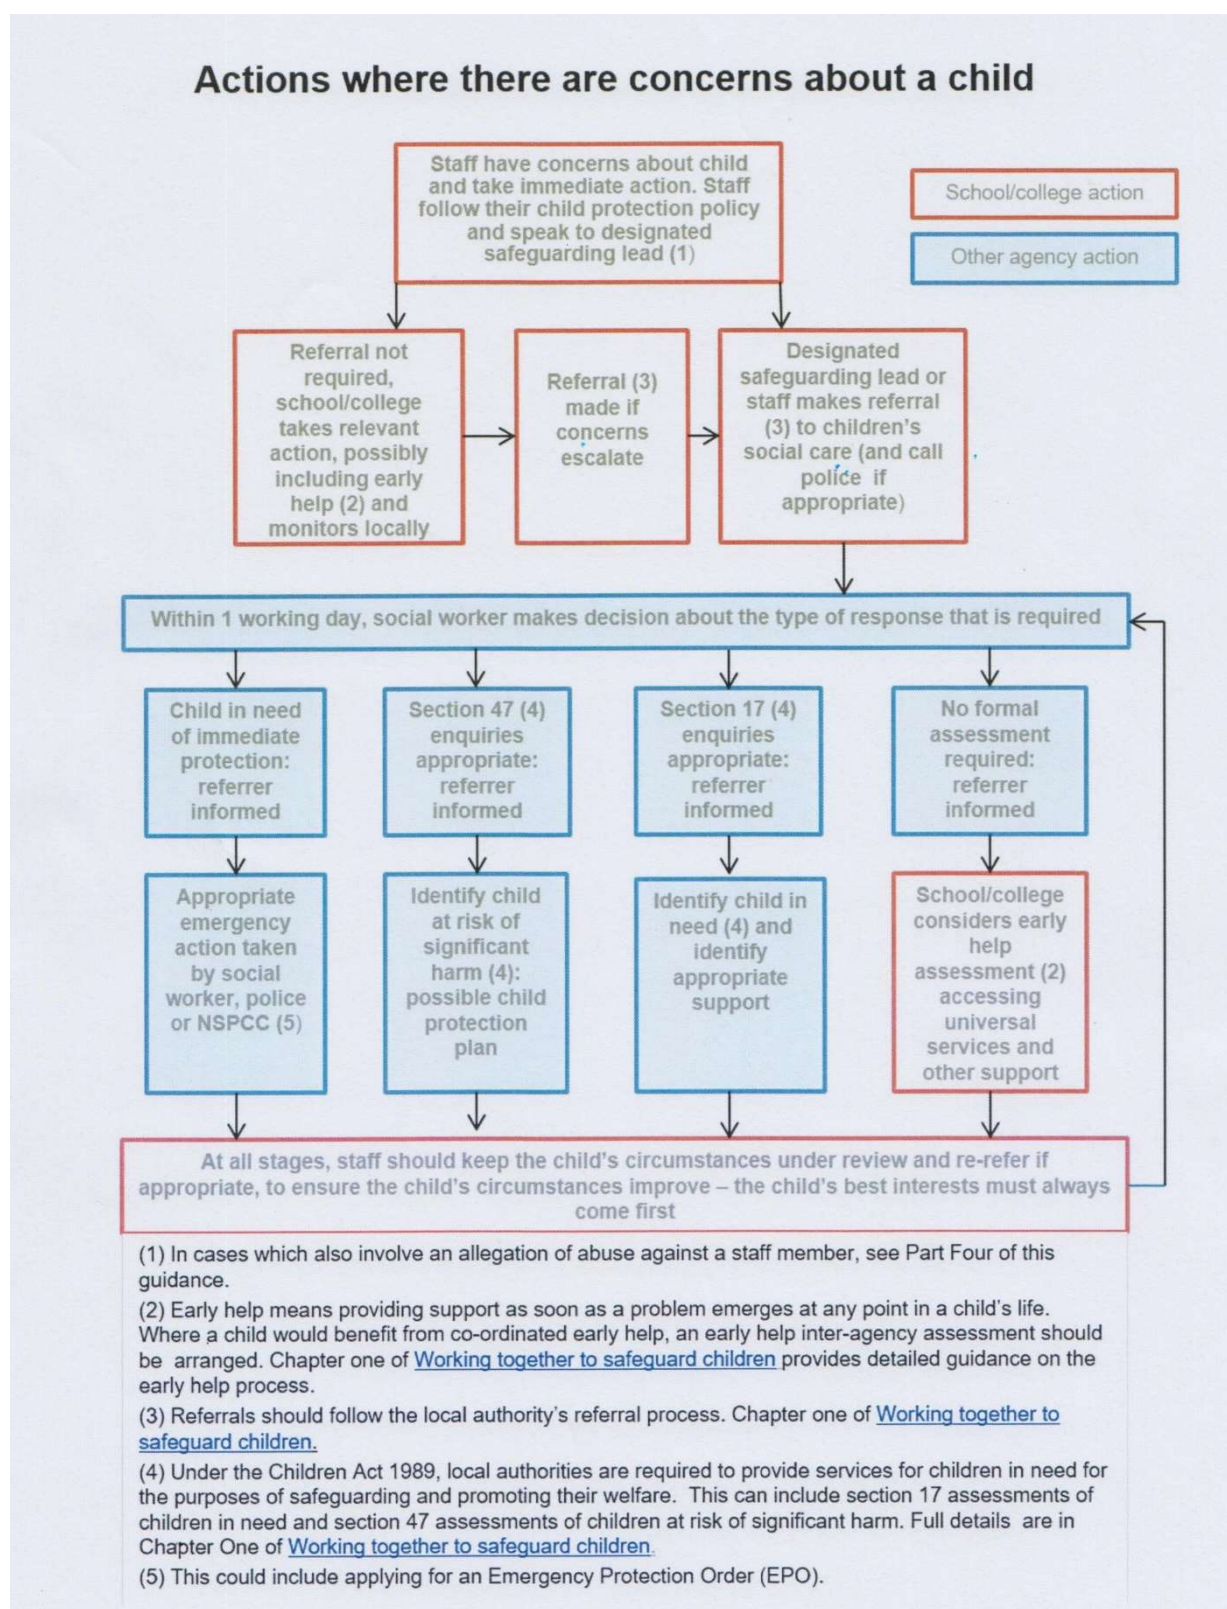 Actions where there are concerns about a child
Staff have concerns about child
and take immediate action. Staff
follow their child protection policy
and speak to designated
safeguarding lead (1)
School/college action
Other agency action
Referral not
required,
school/college
takes relevant
action, possibly
including early
help (2) and
monitors locally
Referral (3)
made if
concerns
escalate
Designated
safeguarding lead or
staff makes referral
(3) to children's
social care (and call
police if
appropriate)
Within 1 working day, social worker makes decision about the type of response that is required
Child in need
of immediate
protection:
referrer
informed
Section 47 (4)
enquiries
appropriate:
referrer
informed
Section 17 (4)
enquiries
appropriate:
referrer
informed
No formal
assessment
required:
referrer
informed
Appropriate
emergency
action taken
by social
worker, police
or NSPCC (5)
Identify child
at risk of
significant
harm (4):
possible child
protection
plan
Identify child in
need (4) and
identify
appropriate
support
School/college
considers early
help
assessment (2)
accessing
universal
services and
other support
At all stages, staff should keep the child's circumstances under review and re-refer if
appropriate, to ensure the child's circumstances improve – the child's best interests must always
come first
(1) In cases which also involve an allegation of abuse against a staff member, see Part Four of this
guidance.
(2) Early help means providing support as soon as a problem emerges at any point in a child's life.
Where a child would benefit from co-ordinated early help, an early help inter-agency assessment should
be arranged. Chapter one of Working together to safeguard children provides detailed guidance on the
early help process.
(3) Referrals should follow the local authority's referral process. Chapter one of Working together to
safeguard children.
(4) Under the Children Act 1989, local authorities are required to provide services for children in need for
the purposes of safeguarding and promoting their welfare. This can include section 17 assessments of
children in need and section 47 assessments of children at risk of significant harm. Full details are in
Chapter One of Working together to safeguard children.
(5) This could include applying for an Emergency Protection Order (EPO).